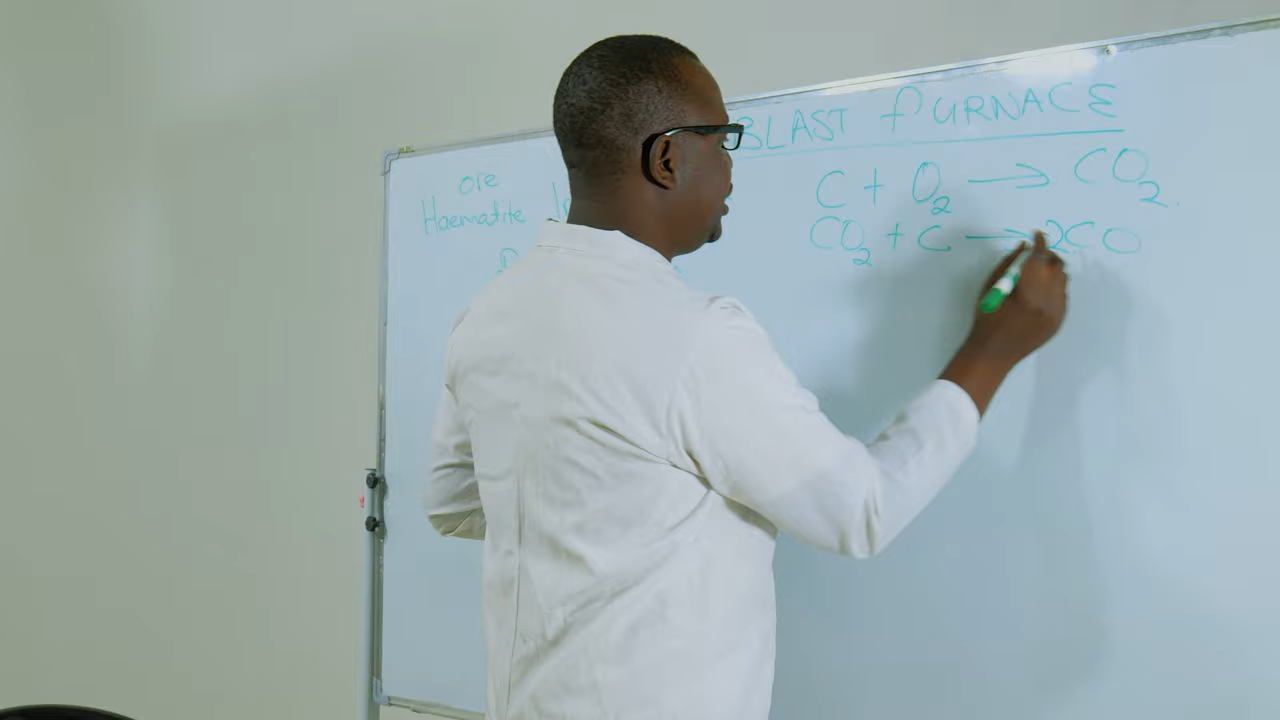 BLAST fURNACE
C + O₂ → CO₂.
CO₂ + C → 2CO
ore
Haematite